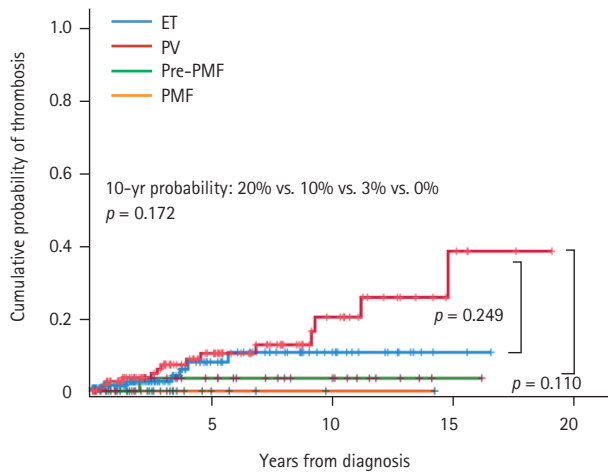 ET
PV
Pre-PMF
PMF
1.0
0.8
0.6
0.4
0.2
0
Cumulative probability of thrombosis
10-yr probability: 20% vs. 10% vs. 3% vs. 0%
p = 0.172
p = 0.249
p = 0.110
5
10
15
20
Years from diagnosis